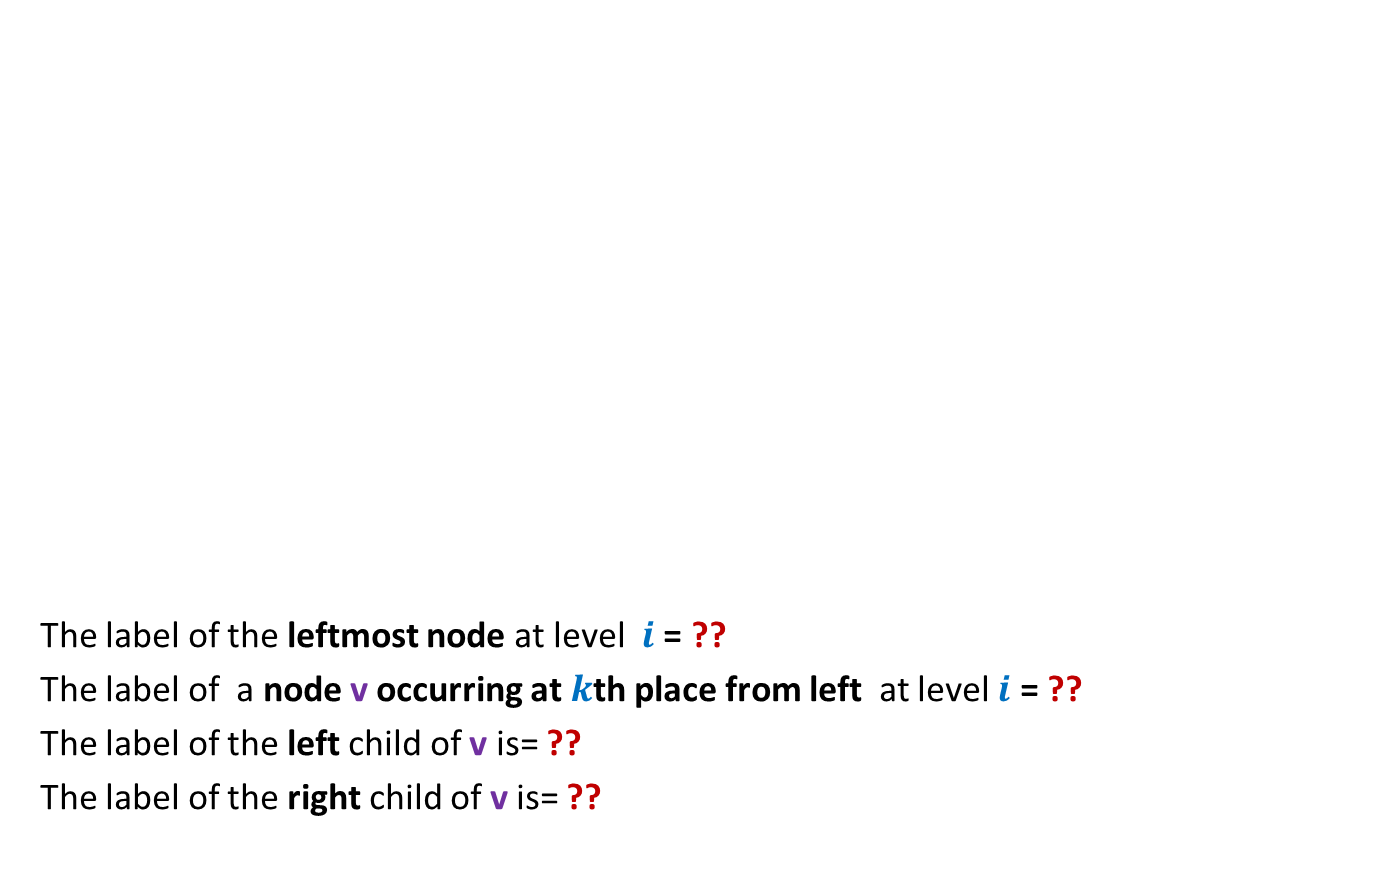 The label of the leftmost node at level i = ??
The label of a node v occurring at kth place from left at level i = ??
The label of the left child of v is= ??
The label of the right child of v is= ??